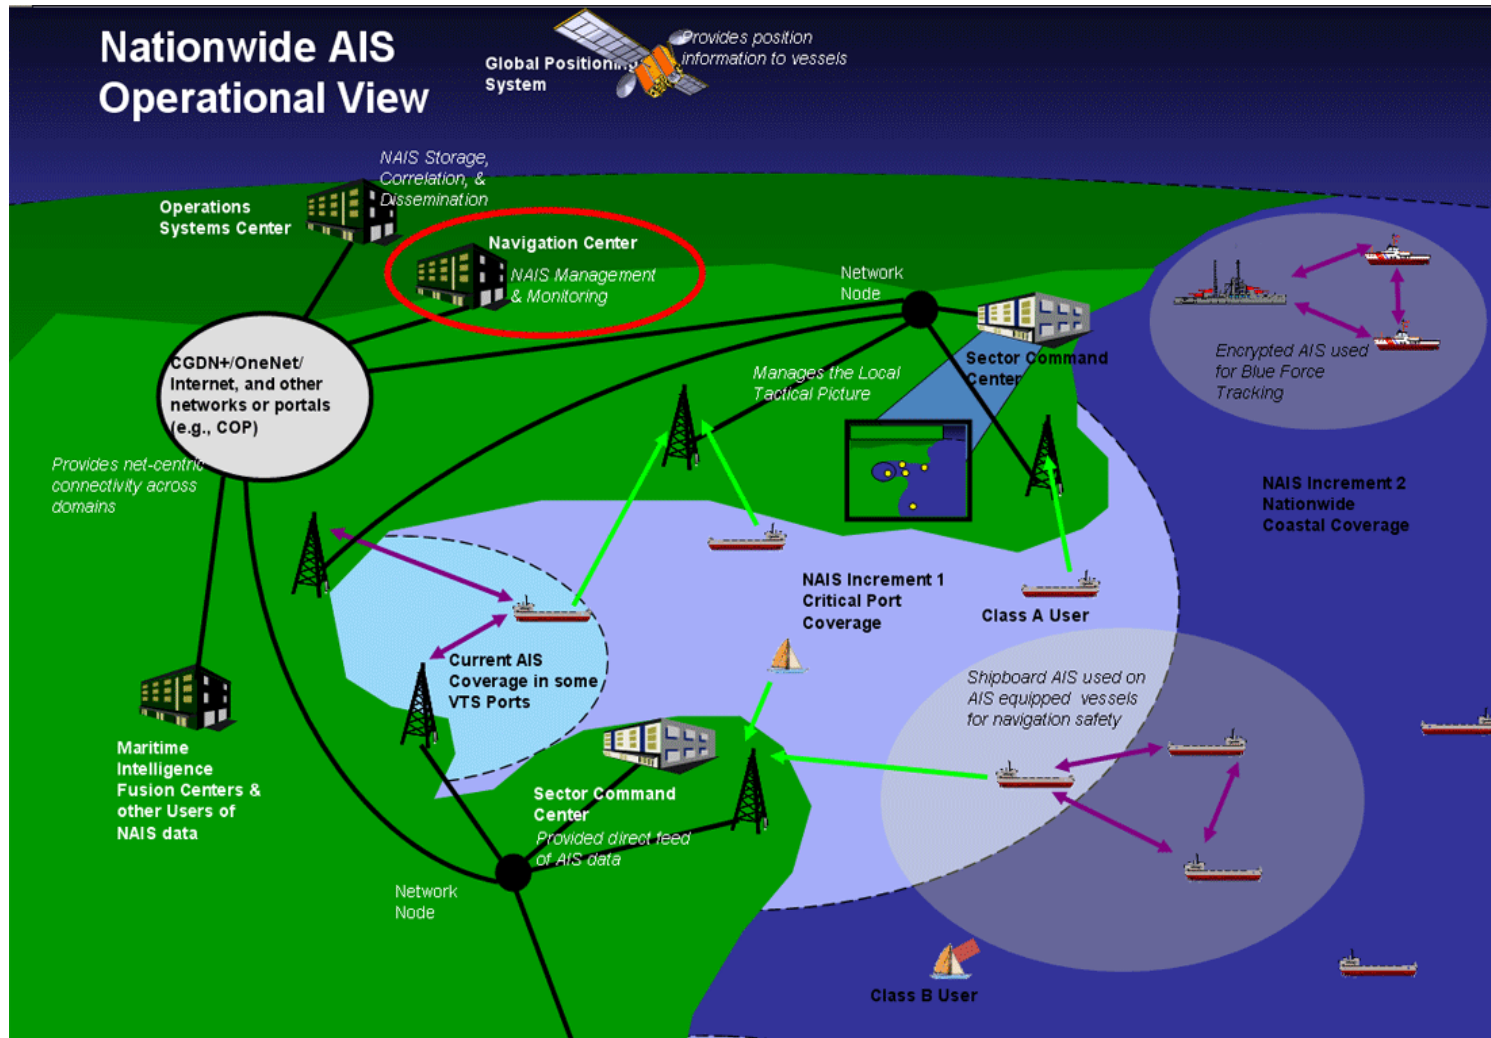 Nationwide AIS
Operational View
Global Positioning
System
Provides position
information to vessels
NAIS Storage,
Correlation, &
Dissemination
Operations
Systems Center
Navigation Center
NAIS Management
& Monitoring
Network
Node
Sector Command
Center
Manages the Local
Tactical Picture
Encrypted AIS used
for Blue Force
Tracking
CGDN+/OneNet/
Internet, and other
networks or portals
(e.g., COP)
Provides net-centric
connectivity across
domains
NAIS Increment 2
Nationwide
Coastal Coverage
NAIS Increment 1
Critical Port
Coverage
Class A User
Current AIS
Coverage in some
VTS Ports
Shipboard AIS used on
AIS equipped vessels
for navigation safety
Maritime
Intelligence
Fusion Centers &
other Users of
NAIS data
Sector Command
Center
Provided direct feed
of AIS data
Network
Node
Class B User